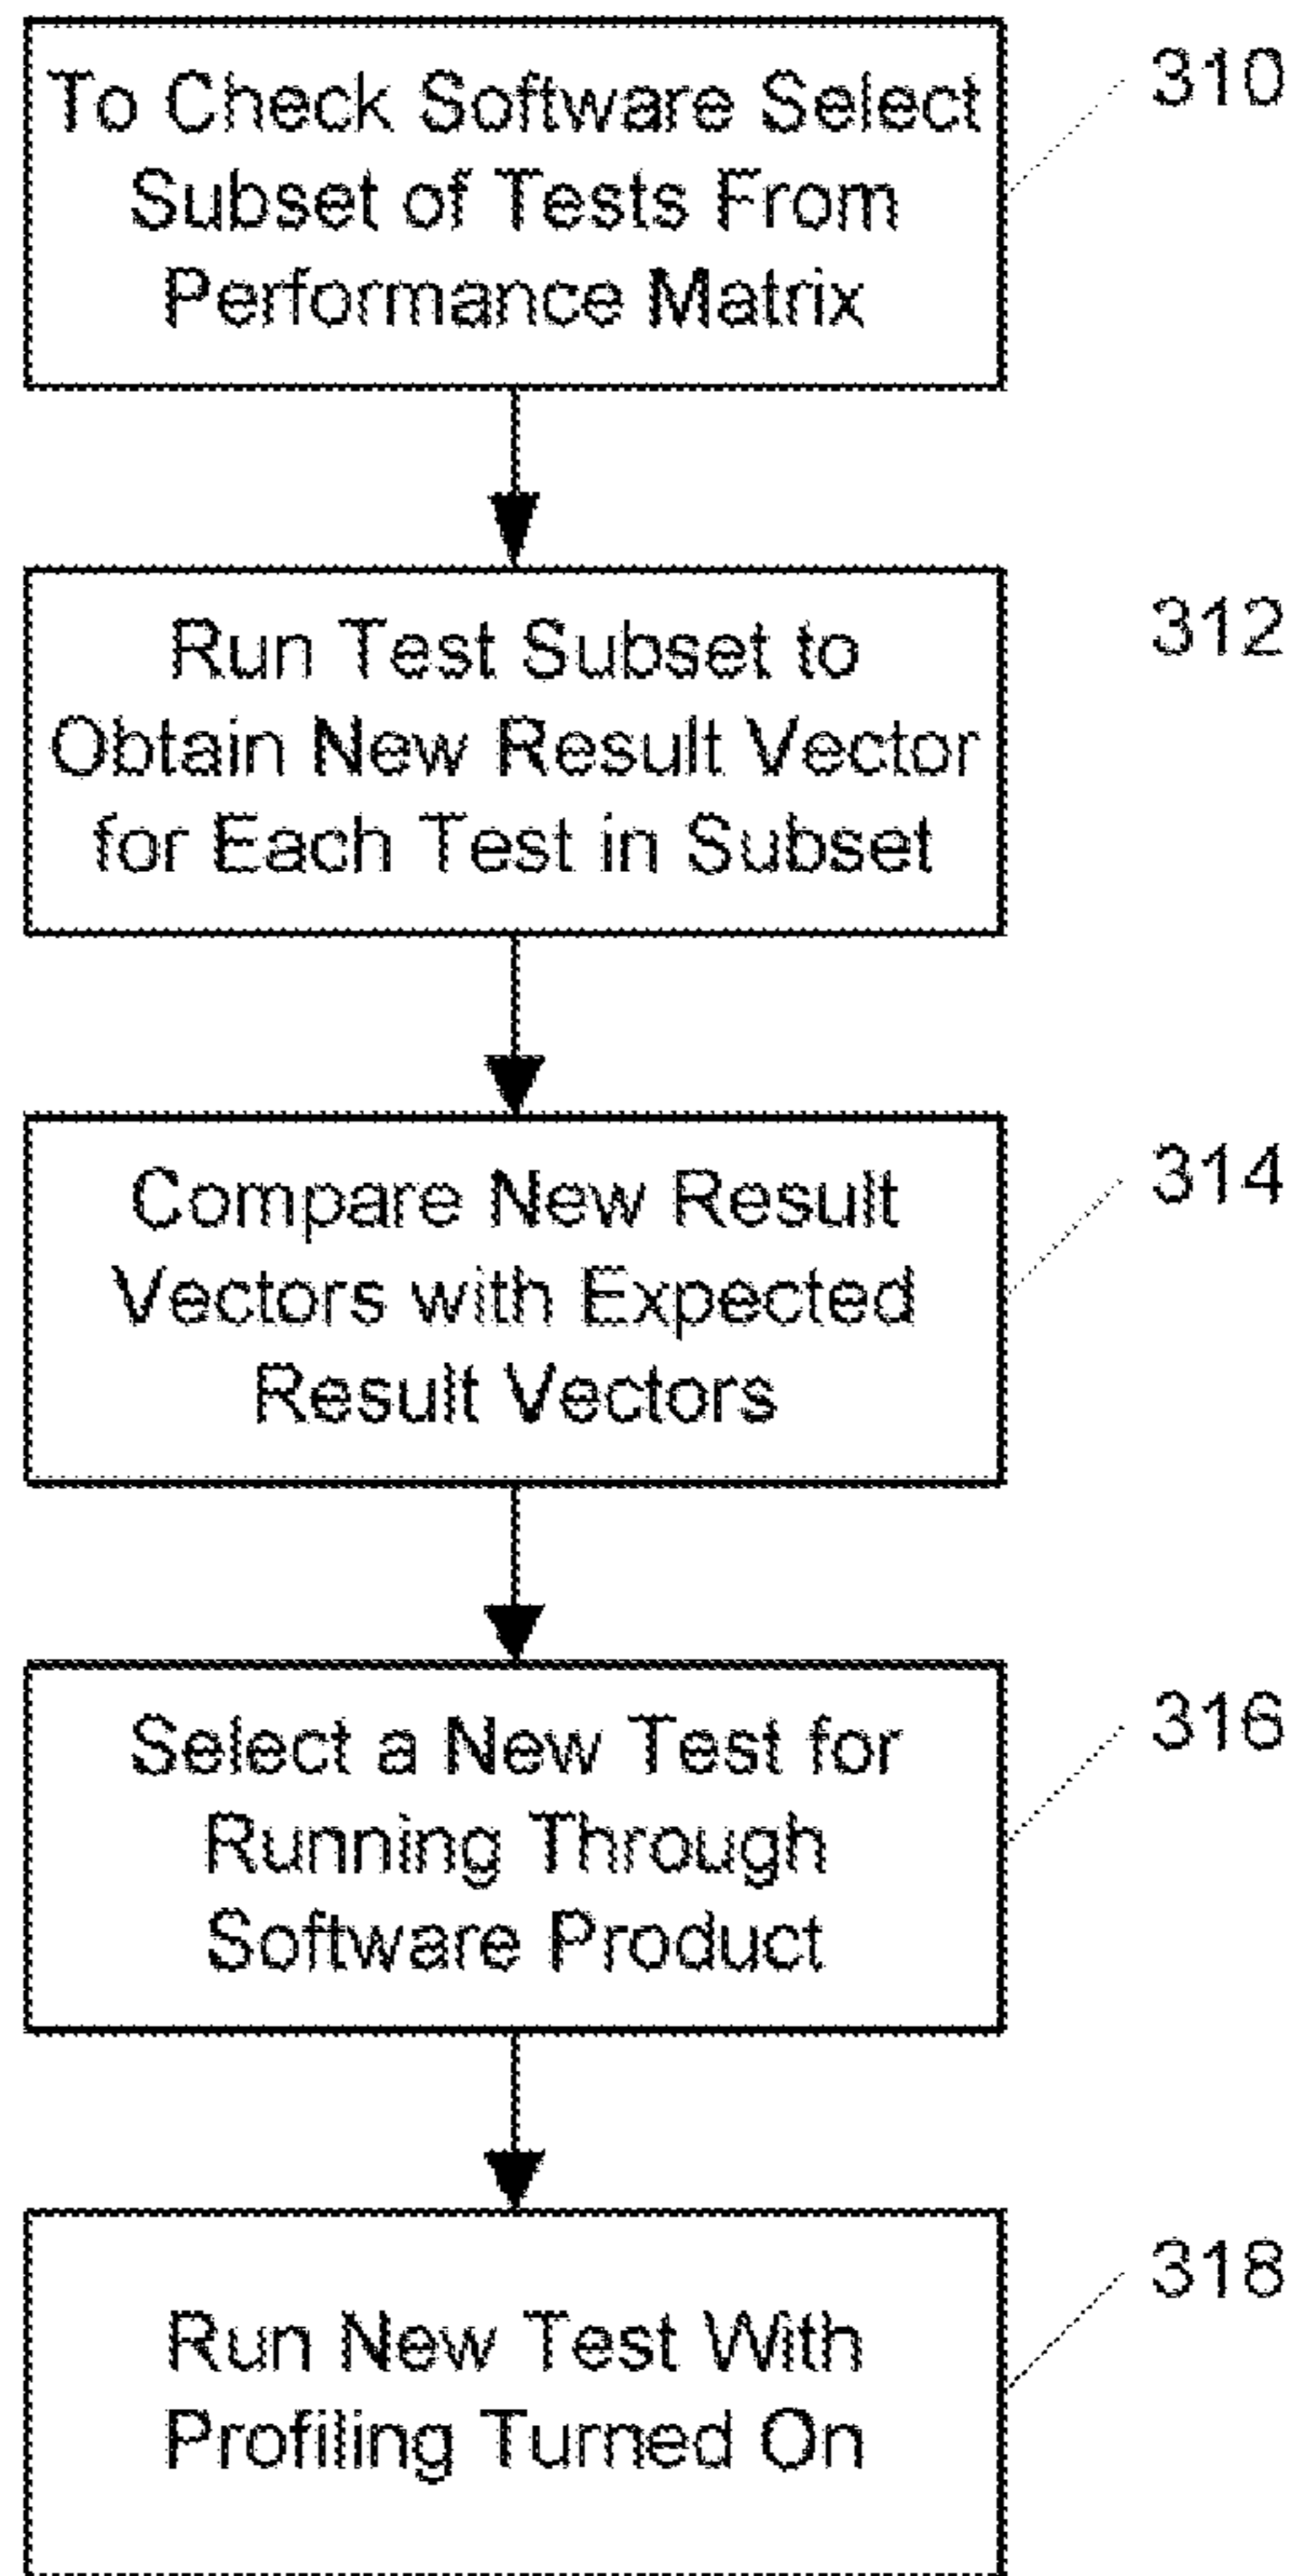 To Check Software Select
Subset of Tests From
Performance Matrix
310
Run Test Subset to
Obtain New Result Vector
for Each Test in Subset
312
Compare New Result
Vectors with Expected
Result Vectors
314
Select a New Test for
Running Through
Software Product
316
Run New Test With
Profiling Turned On
318